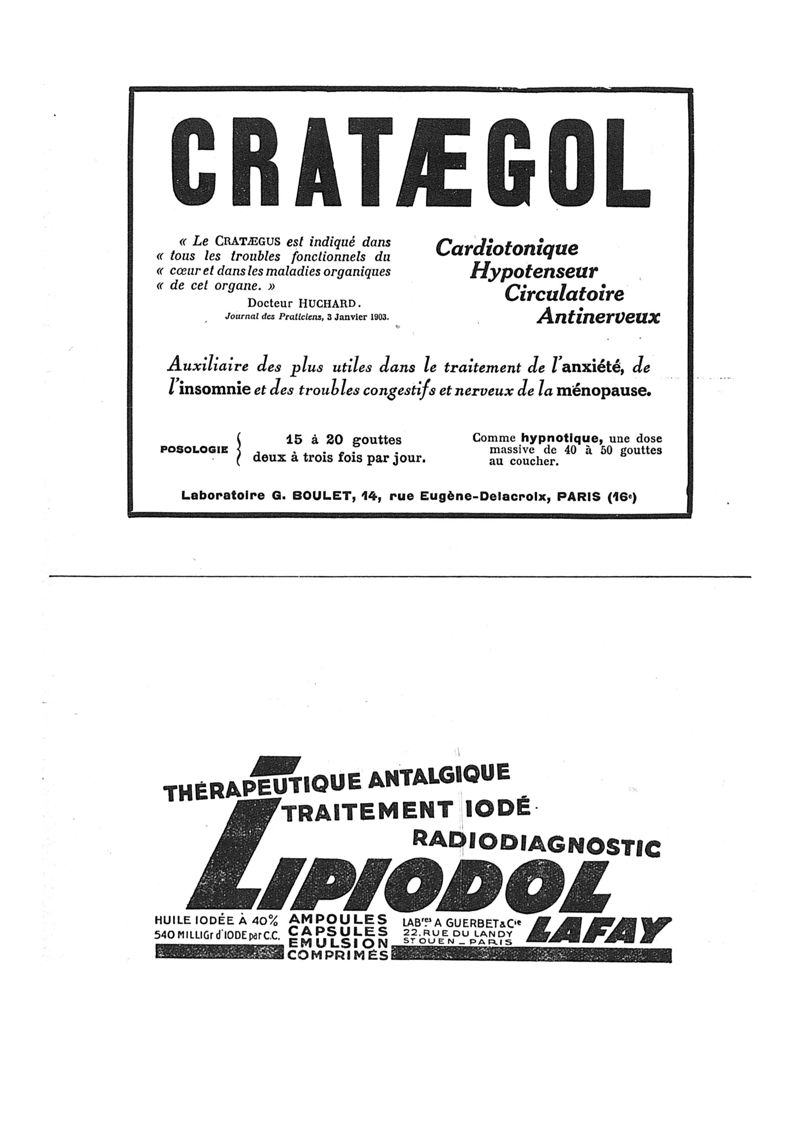 CRATÆGOL
« Le CRATÆGUS est indiqué dans
« tous les troubles fonctionnels du
« cœur et dans les maladies organiques
« de cet organe. »
Docteur HUCHARD.
Journal des Praticiens, 3 Janvier 1903.
Cardiotonique
Hypotenseur
Circulatoire
Antinerveux
Auxiliaire des plus utiles dans le traitement de l'anxiété, de
l'insomnie et des troubles congestifs et nerveux de la ménopause.
POSOLOGIE
15 à 20 gouttes
deux à trois fois par jour.
Comme hypnotique, une dose
massive de 40 à 50 gouttes
au coucher.
Laboratoire G. BOULET, 14, rue Eugène-Delacroix, PARIS (16e)
THÉRAPEUTIQUE ANTALGIQUE
TRAITEMENT IODÉ
RADIODIAGNOSTIC
LIPIODOL
LAFAY
HUILE IODÉE À 40%
540 MILLIGr d'IODE par C.C.
AMPOULES
CAPSULES
EMULSION
COMPRIMÉS
LABres A GUERBET & Cie
22. RUE DU LANDY
St OUEN - PARIS